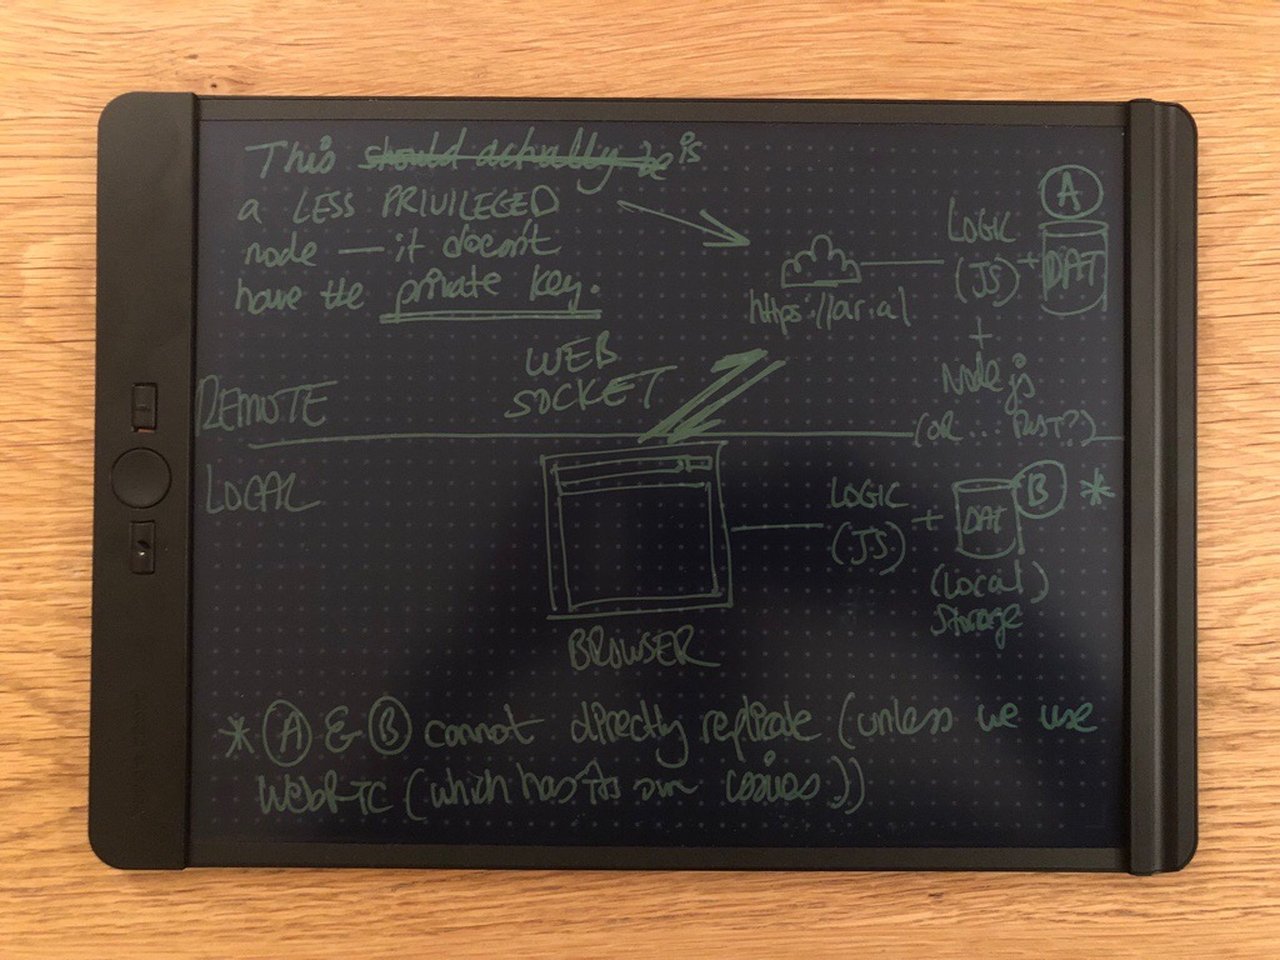 This should actually be is
a LESS PRIVILEGED
node — it doesn't
have the private key.
A
LOGIC
(JS) + DAT
https://ar.al
+
Node js
(OR ... RUST?)
WEB
SOCKET
REMOTE
LOCAL
LOGIC
(JS) + DAT
B *
(Local)
Storage
BROWSER
* A & B cannot directly replicate (unless we use
WebRTC (which has its own issues.))